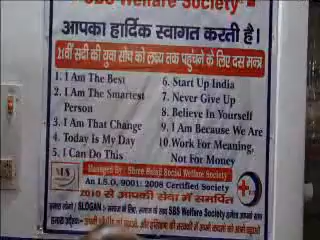 "SBS Welfare Society"
आपका हार्दिक स्वागत करती है।
21वीं सदी की युवा सोच को लक्ष्य तक पहुंचने के लिए दस मन्त्र
1. I Am The Best
2. I Am The Smartest Person
3. I Am That Change
4. Today Is My Day
5. I Can Do This
6. Start Up India
7. Never Give Up
8. Believe In Yourself
9. I Am Because We Are
10. Work For Meaning, Not For Money
Managed By: Shree Balaji Social Welfare Society
An I.S.O. 9001: 2008 Certified Society
2010 से आपकी सेवा में समर्पित
SLOGAN :- समाज के लिए, समाज के साथ SBS Welfare Society